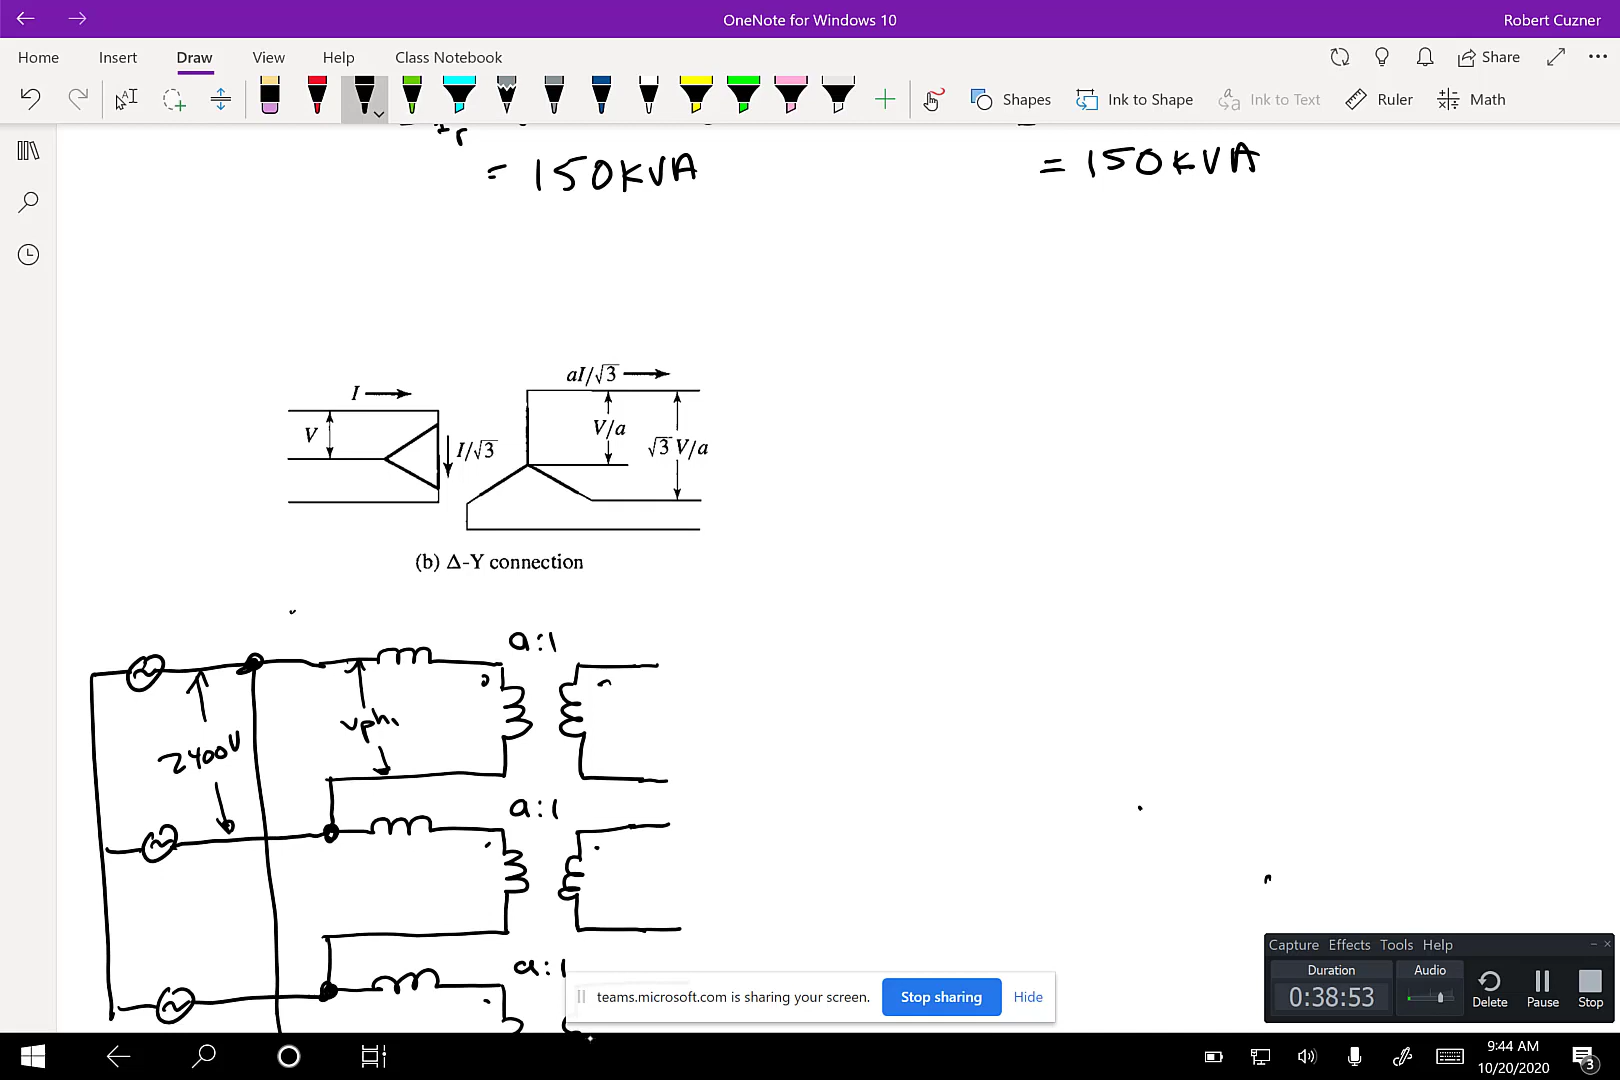 OneNote for Windows 10
Robert Cuzner
Home Insert Draw View Help Class Notebook
Share
Shapes Ink to Shape Ink to Text Ruler Math
r
= 150KVA
= 150KVA
I
V
I/√3
aI/√3
V/a
√3 V/a
(b) Δ-Y connection
a:1
2400V
Vph,
a:1
a:1
teams.microsoft.com is sharing your screen. Stop sharing Hide
Capture Effects Tools Help
Duration
0:38:53
Audio
Delete Pause Stop
9:44 AM
10/20/2020
3